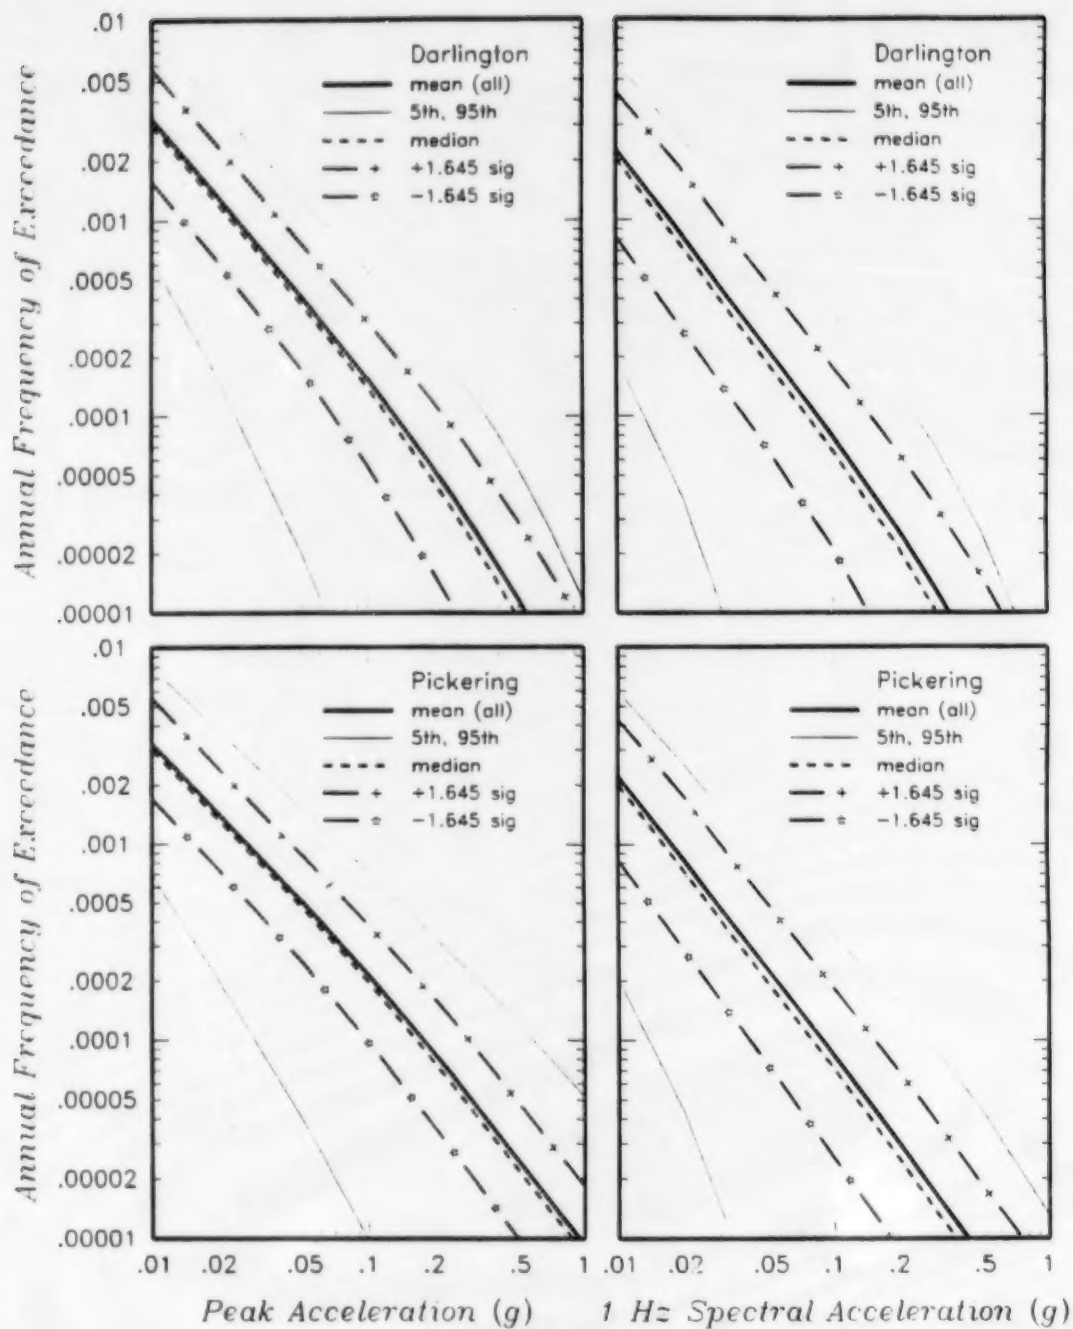 Darlington
mean (all)
5th, 95th
median
+1.645 sig
−1.645 sig
Darlington
mean (all)
5th, 95th
median
+1.645 sig
−1.645 sig
Annual Frequency of Exceedance
.01
.005
.002
.001
.0005
.0002
.0001
.00005
.00002
.00001
Pickering
mean (all)
5th, 95th
median
+1.645 sig
−1.645 sig
Pickering
mean (all)
5th, 95th
median
+1.645 sig
−1.645 sig
Annual Frequency of Exceedance
.01
.005
.002
.001
.0005
.0002
.0001
.00005
.00002
.00001
.01 .02 .05 .1 .2 .5 1
.01 .02 .05 .1 .2 .5 1
Peak Acceleration (g)
1 Hz Spectral Acceleration (g)